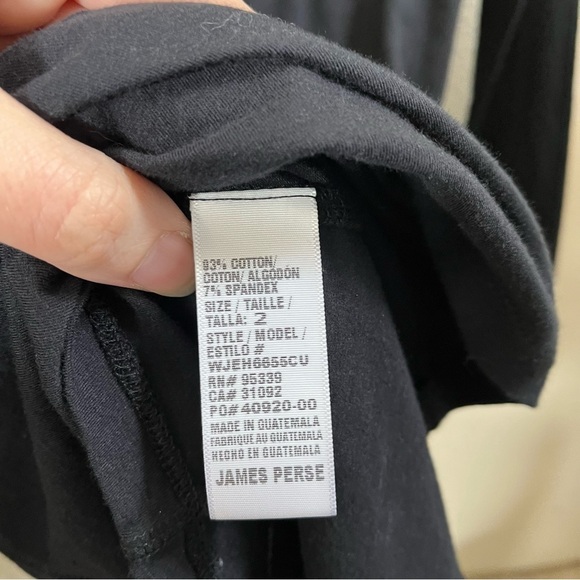 93% COTTON/
COTON/ ALGODÓN
7% SPANDEX
SIZE / TAILLE /
TALLA: 2
STYLE / MODEL /
ESTILO #
WJEH6655CU
RN# 95339
CA# 31092
PO# 40920-00
MADE IN GUATEMALA
FABRIQUÉ AU GUATEMALA
HECHO EN GUATEMALA
JAMES PERSE